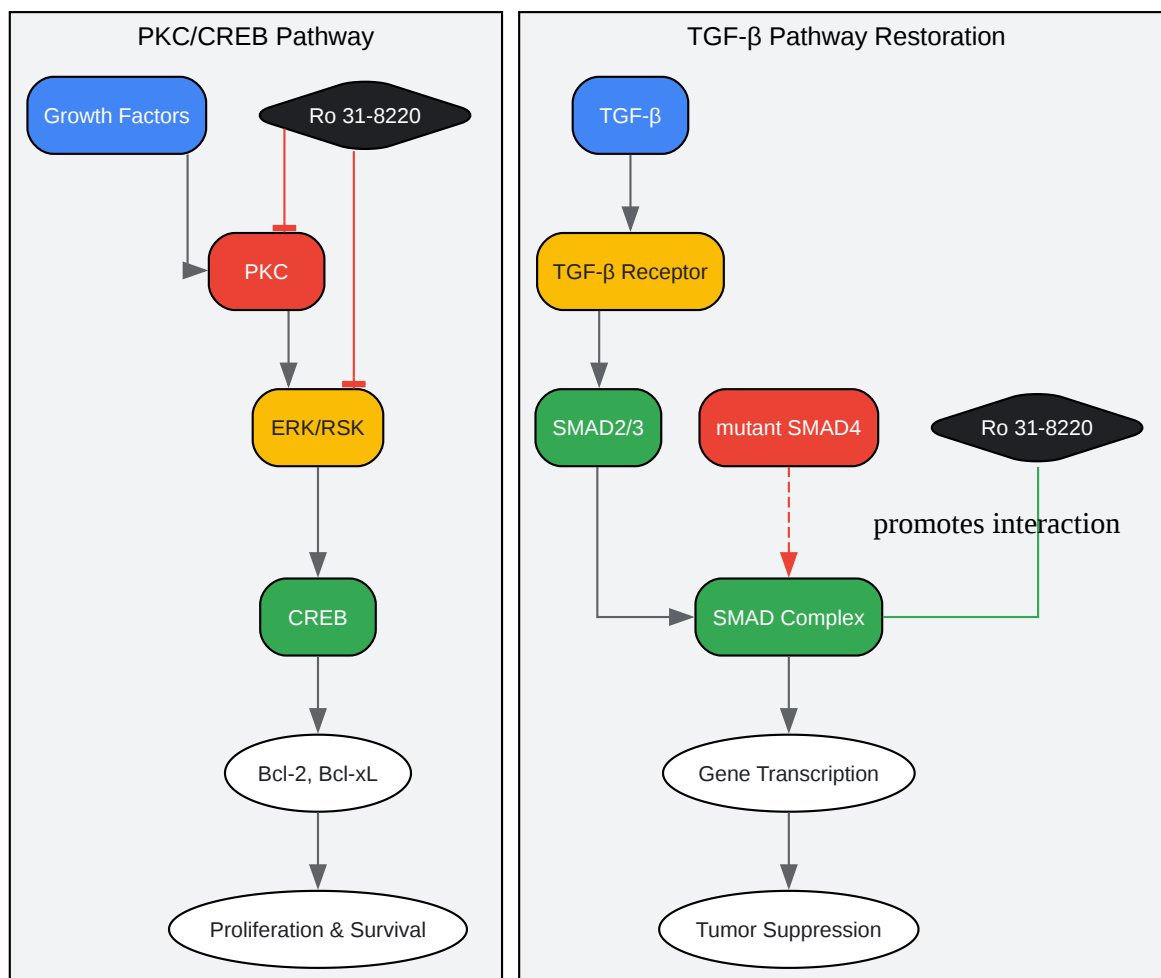 PKC/CREB Pathway
Growth Factors
Ro 31-8220
PKC
ERK/RSK
CREB
Bcl-2, Bcl-xL
Proliferation & Survival
TGF-β Pathway Restoration
TGF-β
TGF-β Receptor
SMAD2/3
mutant SMAD4
Ro 31-8220
promotes interaction
SMAD Complex
Gene Transcription
Tumor Suppression